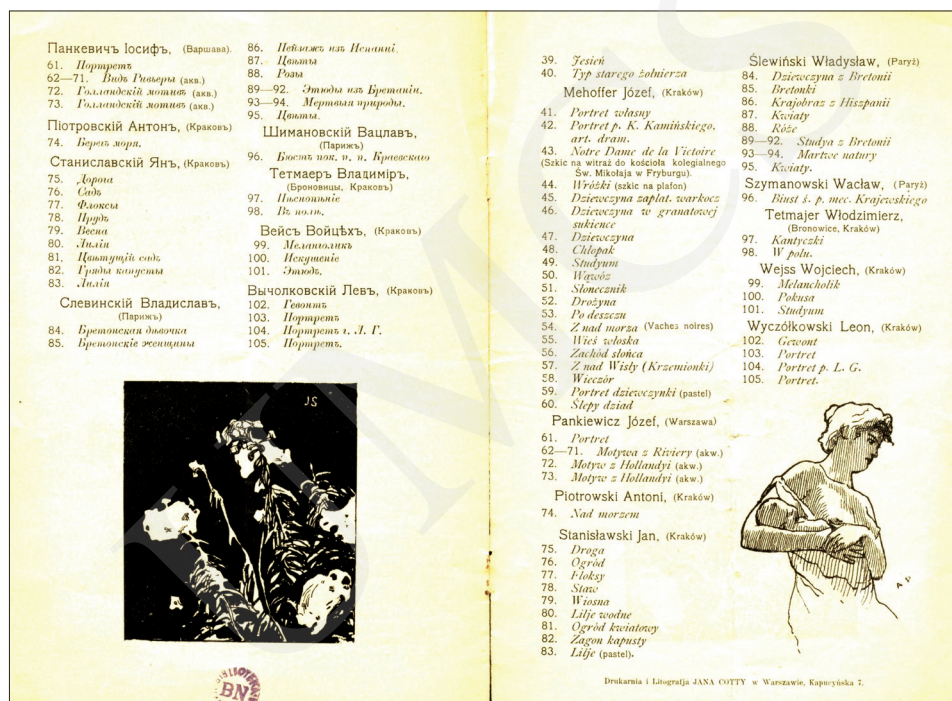 Панкевичъ Іосифъ, (Варшава).
61. Портретъ
62—71. Видъ Ривьеры (акв.)
72. Голландскій мотивъ (акв.)
73. Голландскій мотивъ (акв.)
Піотровскій Антонъ, (Краковъ)
74. Берегъ моря.
Станиславскій Янъ, (Краковъ)
75. Дорога
76. Садъ
77. Флоксы
78. Прудъ
79. Весна
80. Лиліи
81. Цвѣтущій садъ
82. Гряды капусты
83. Лиліи
Слевинскій Владиславъ,
(Парижъ)
84. Бретонская дѣвочка
85. Бретонскіе женщины
86. Пейзажъ изъ Испаніи.
87. Цвѣты
88. Розы
89—92. Этюды изъ Бретаніи.
93—94. Мертвыя природы.
95. Цвѣты.
Шимановскій Вацлавъ,
(Парижъ)
96. Бюстъ пок. п. п. Краевскаго
Тетмаеръ Владиміръ,
(Броновицы, Краковъ)
97. Пѣснопѣніе
98. Въ полѣ.
Вейсъ Войцѣхъ, (Краковъ)
99. Меланхоликъ
100. Искушеніе
101. Этюдъ.
Вычолковскій Левъ, (Краковъ)
102. Гевонтъ
103. Портретъ
104. Портретъ г. Л. Г.
105. Портретъ.
JS
BN
39. Jesień
40. Typ starego żołnierza
Mehoffer Józef, (Kraków)
41. Portret własny
42. Portret p. K. Kamińskiego,
art. dram.
43. Notre Dame de la Victoire
(Szkic na witraż do kościoła kolegialnego
Św. Mikołaja w Fryburgu).
44. Wróżki (szkic na plafon)
45. Dziewczyna zaplat. warkocz
46. Dziewczyna w granatowej
sukience
47. Dziewczyna
48. Chłopak
49. Studyum
50. Wąwóz
51. Słonecznik
52. Drożyna
53. Po deszczu
54. Z nad morza (Vaches noires)
55. Wieś włoska
56. Zachód słońca
57. Z nad Wisły (Krzemionki)
58. Wieczór
59. Portret dziewczynki (pastel)
60. Ślepy dziad
Pankiewicz Józef, (Warszawa)
61. Portret
62—71. Motywa z Riviery (akw.)
72. Motyw z Hollandyi (akw.)
73. Motyw z Hollandyi (akw.)
Piotrowski Antoni, (Kraków)
74. Nad morzem
Stanisławski Jan, (Kraków)
75. Droga
76. Ogród
77. Floksy
78. Staw
79. Wiosna
80. Lilje wodne
81. Ogród kwiatowy
82. Zagon kapusty
83. Lilje (pastel).
Ślewiński Władysław, (Paryż)
84. Dziewczyna z Bretonii
85. Bretonki
86. Krajobraz z Hiszpanii
87. Kwiaty
88. Róże
89—92. Studya z Bretonii
93—94. Martwe natury
95. Kwiaty.
Szymanowski Wacław, (Paryż)
96. Biust ś. p. mec. Krajewskiego
Tetmajer Włodzimierz,
(Bronowice, Kraków)
97. Kantyczki
98. W polu.
Wejss Wojciech, (Kraków)
99. Melancholik
100. Pokusa
101. Studyum
Wyczółkowski Leon, (Kraków)
102. Gewont
103. Portret
104. Portret p. L. G.
105. Portret.
Drukarnia i Litografja JANA COTTY w Warszawie, Kapucyńska 7.
UMCS